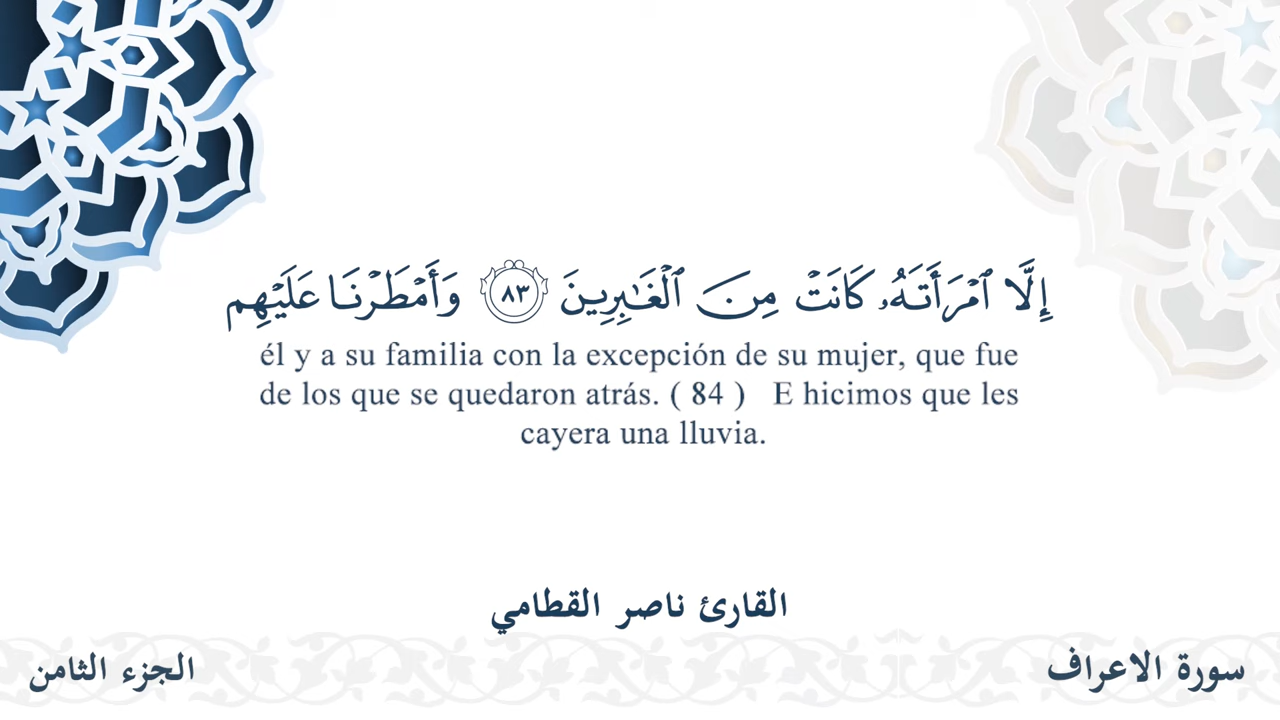 إِلَّا ٱمْرَأَتَهُۥ كَانَتْ مِنَ ٱلْغَٰبِرِينَ ٨٣ وَأَمْطَرْنَا عَلَيْهِم
él y a su familia con la excepción de su mujer, que fue
de los que se quedaron atrás. ( 84 ) E hicimos que les
cayera una lluvia.
القارئ ناصر القطامي
سورة الاعراف
الجزء الثامن